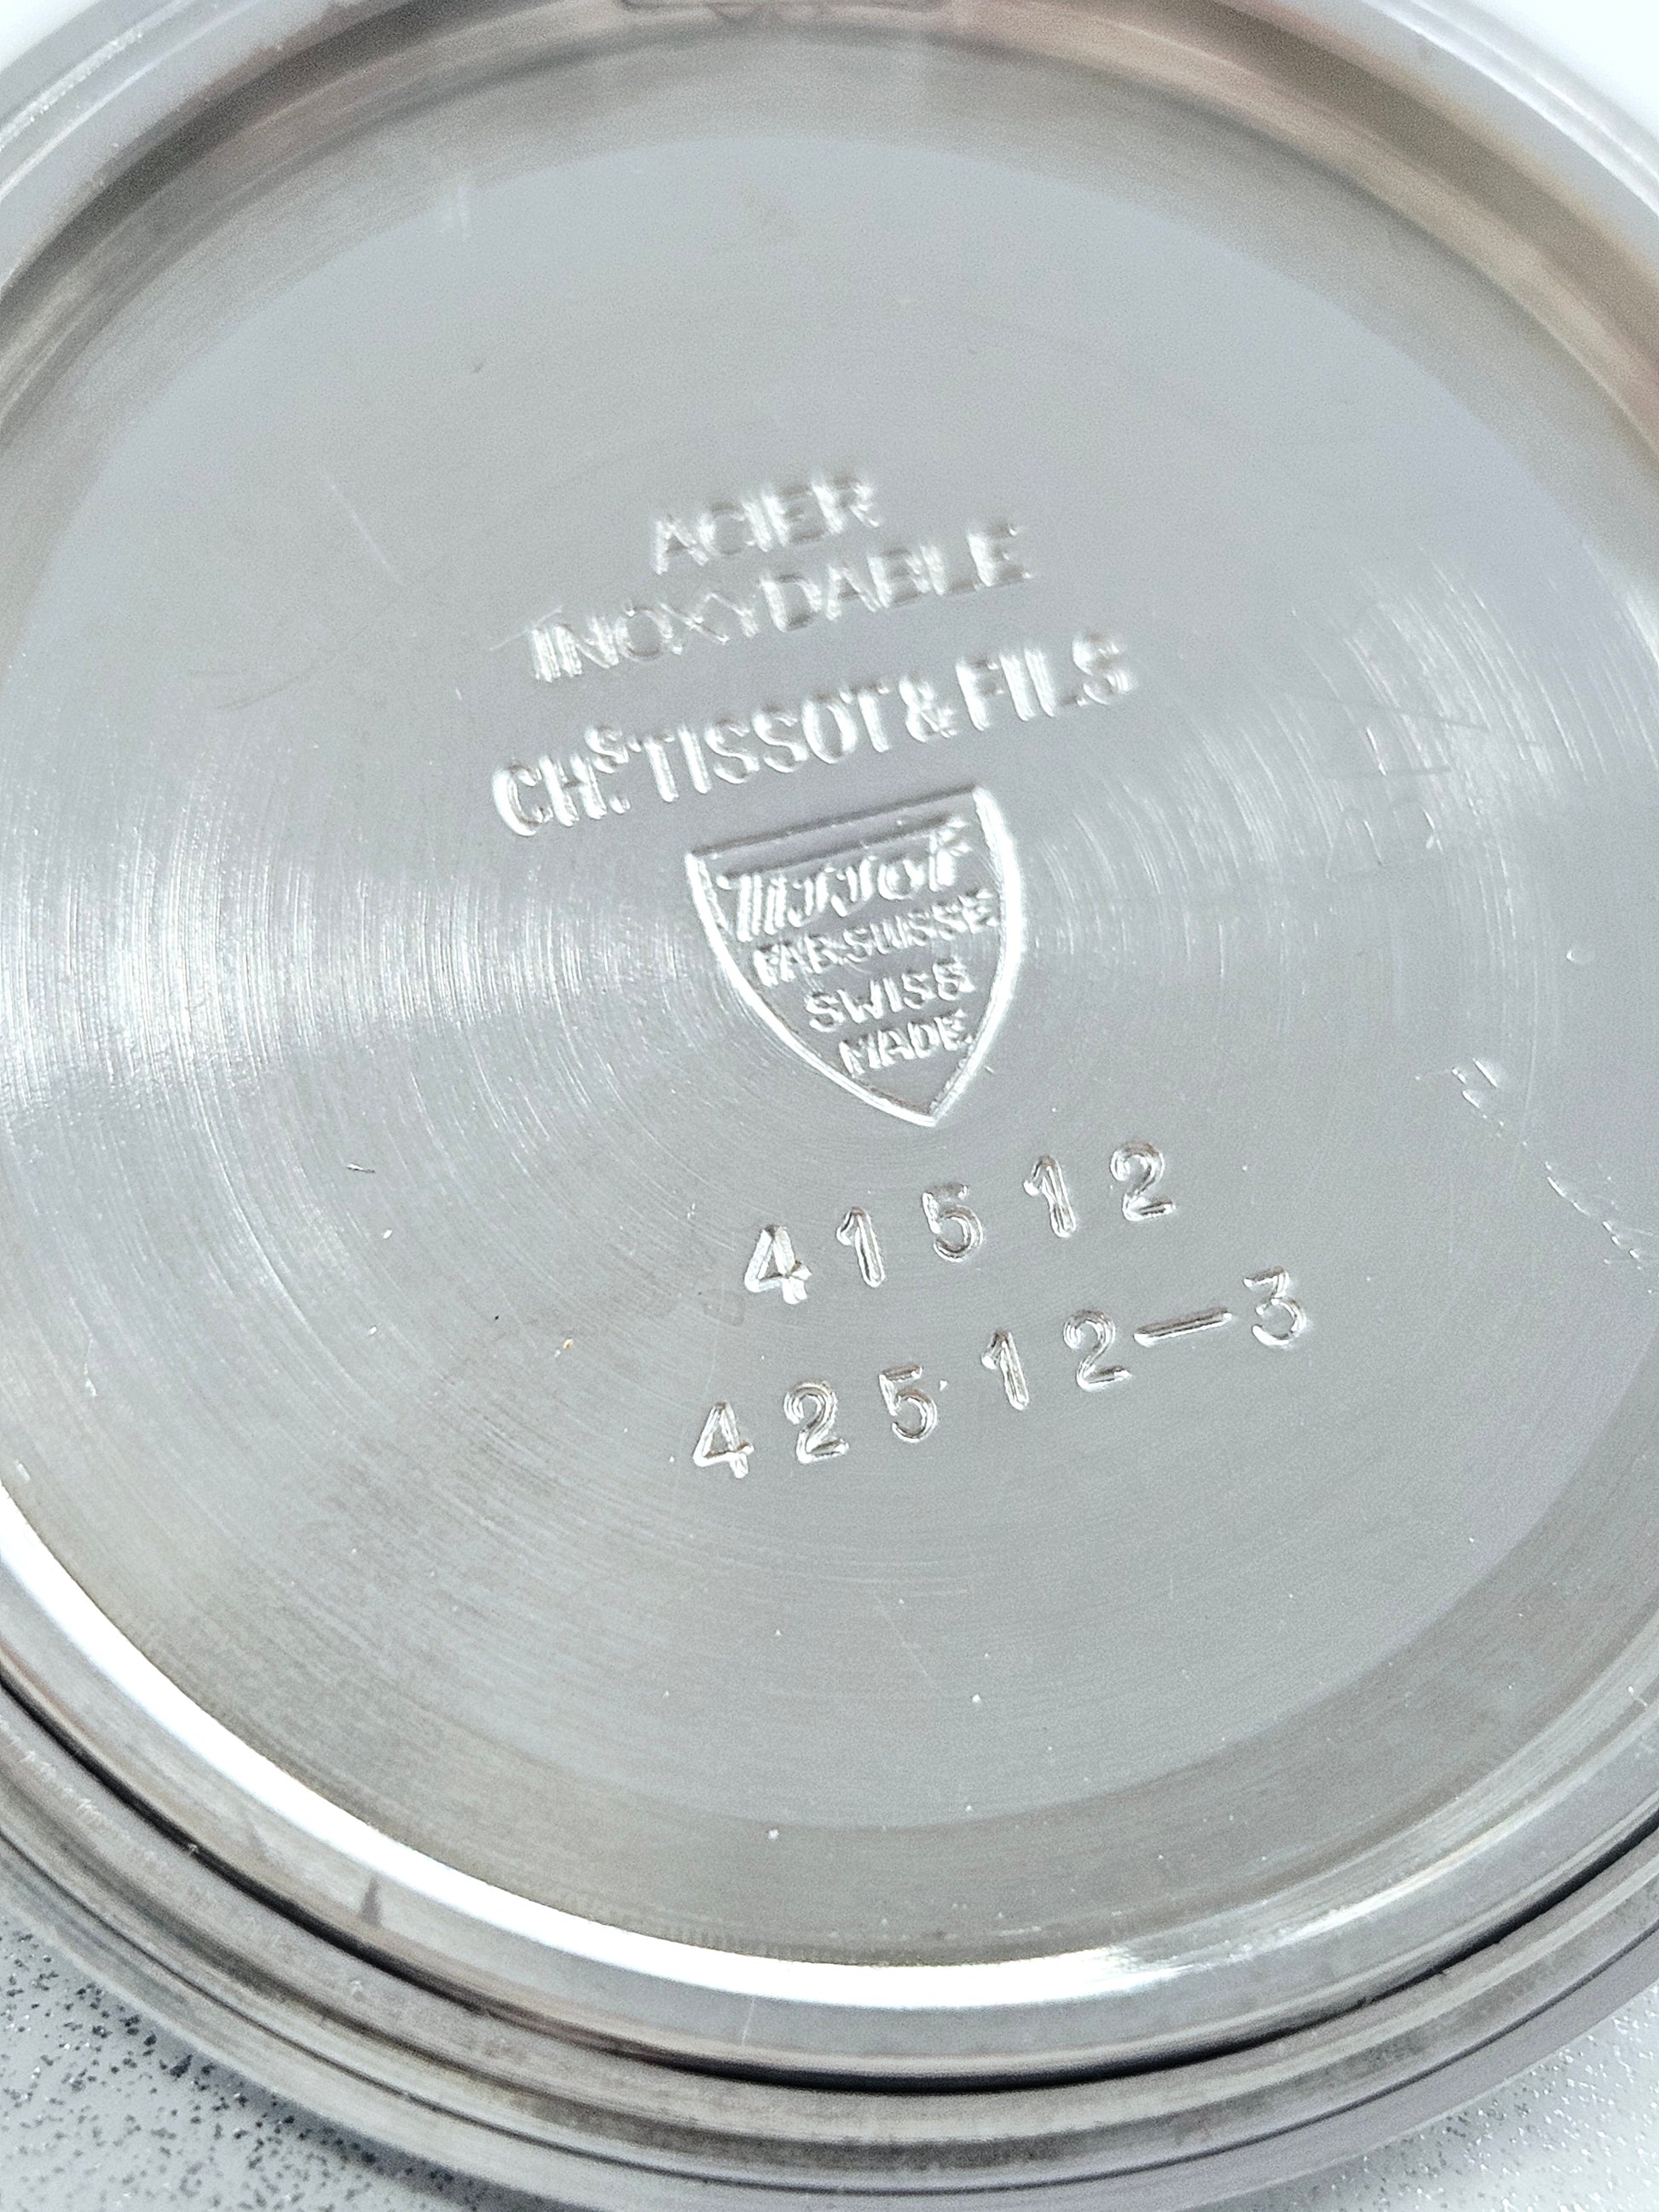 ACIER
INOXYDABLE
CHS. TISSOT & FILS
Tissot
FAB.SUISSE
SWISS
MADE
41512
42512-3